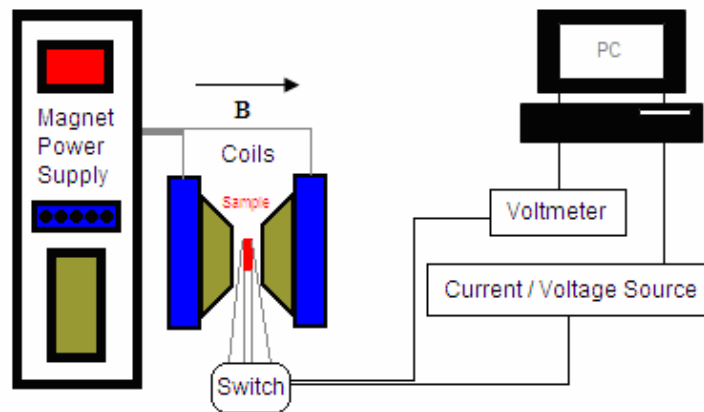 Magnet
Power
Supply
B
Coils
Sample
Switch
PC
Voltmeter
Current / Voltage Source